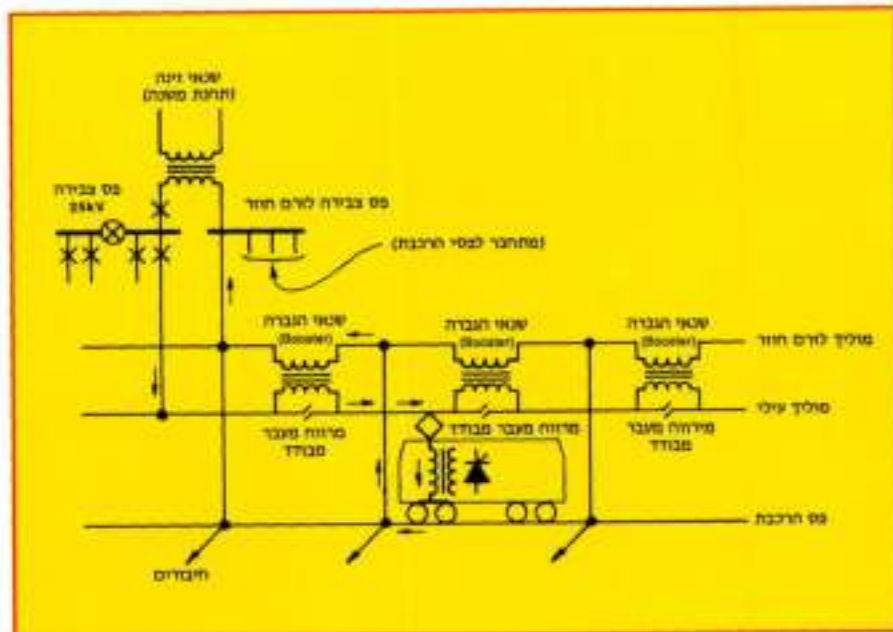 שנאי זינה
(תחנת משנה)
פס צבירה
25kV
פס צבירה לזרם חוזר
(מתחבר לפסי הרכבת)
שנאי הגברה
(Booster)
שנאי הגברה
(Booster)
שנאי הגברה
(Booster)
מוליך לזרם חוזר
מוליך עילי
מרווח מעבר
מבודד
מרווח מעבר מבודד
מירווח מעבר
מבודד
פס הרכבת
חיבורים